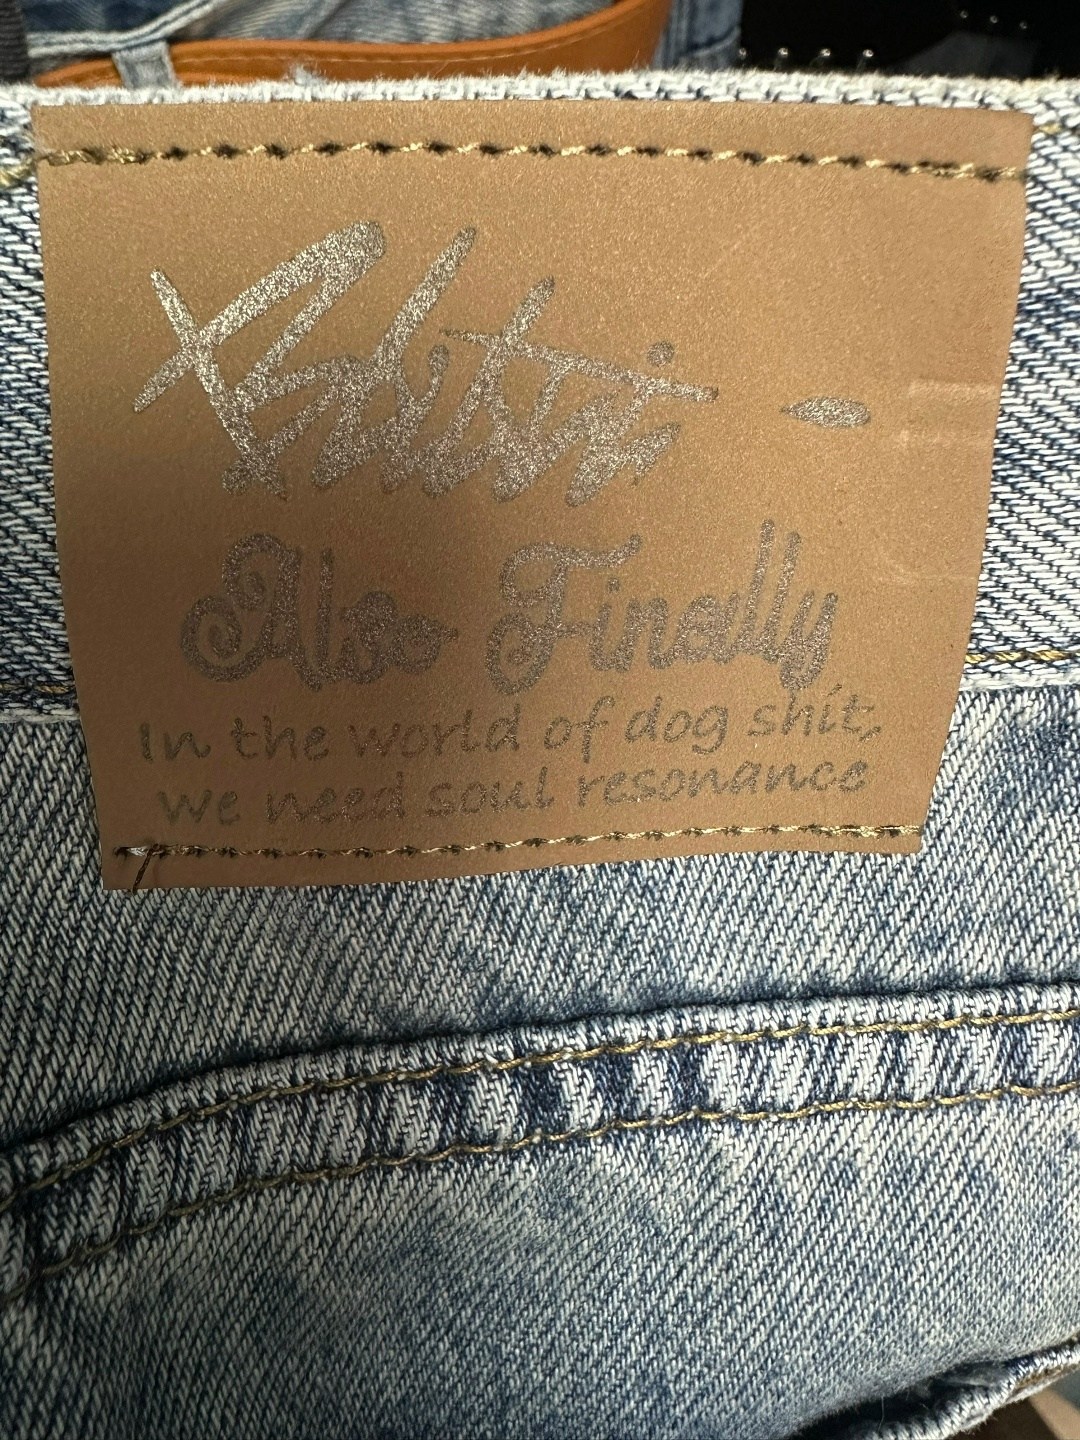 Also Finally
In the world of dog shit,
We need soul resonance